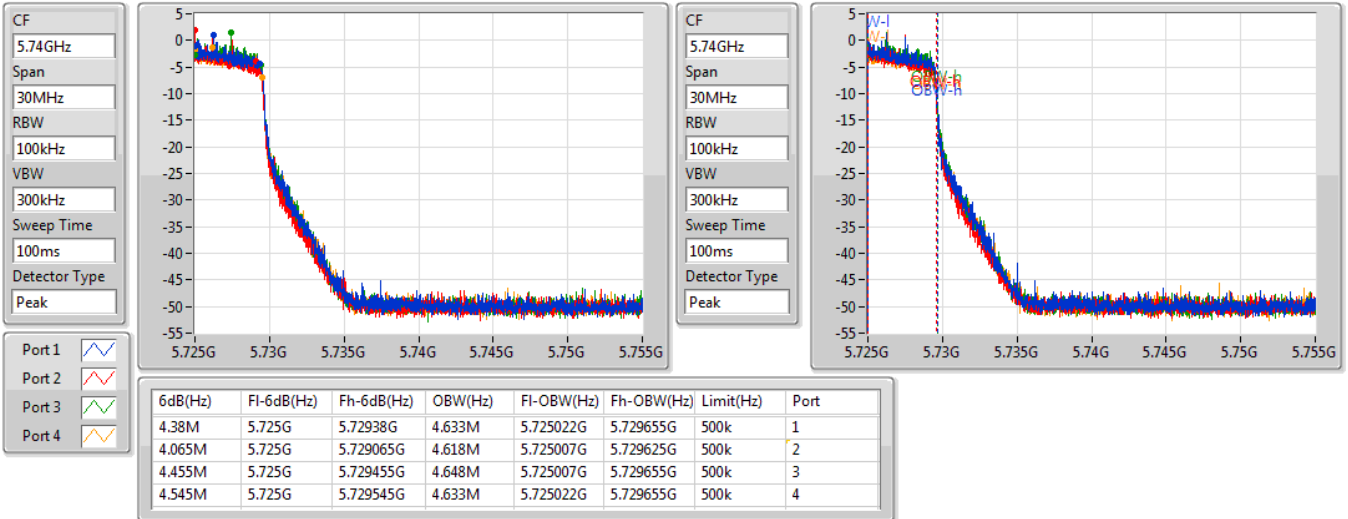 CF
5.74GHz
Span
30MHz
RBW
100kHz
VBW
300kHz
Sweep Time
100ms
Detector Type
Peak
5
0
-5
-10
-15
-20
-25
-30
-35
-40
-45
-50
-55
5.725G 5.73G 5.735G 5.74G 5.745G 5.75G 5.755G
CF
5.74GHz
Span
30MHz
RBW
100kHz
VBW
300kHz
Sweep Time
100ms
Detector Type
Peak
5
0
-5
-10
-15
-20
-25
-30
-35
-40
-45
-50
-55
W-l
OBW-h
5.725G 5.73G 5.735G 5.74G 5.745G 5.75G 5.755G
Port 1
Port 2
Port 3
Port 4
6dB(Hz) Fl-6dB(Hz) Fh-6dB(Hz) OBW(Hz) Fl-OBW(Hz) Fh-OBW(Hz) Limit(Hz) Port
4.38M 5.725G 5.72938G 4.633M 5.725022G 5.729655G 500k 1
4.065M 5.725G 5.729065G 4.618M 5.725007G 5.729625G 500k 2
4.455M 5.725G 5.729455G 4.648M 5.725007G 5.729655G 500k 3
4.545M 5.725G 5.729545G 4.633M 5.725022G 5.729655G 500k 4